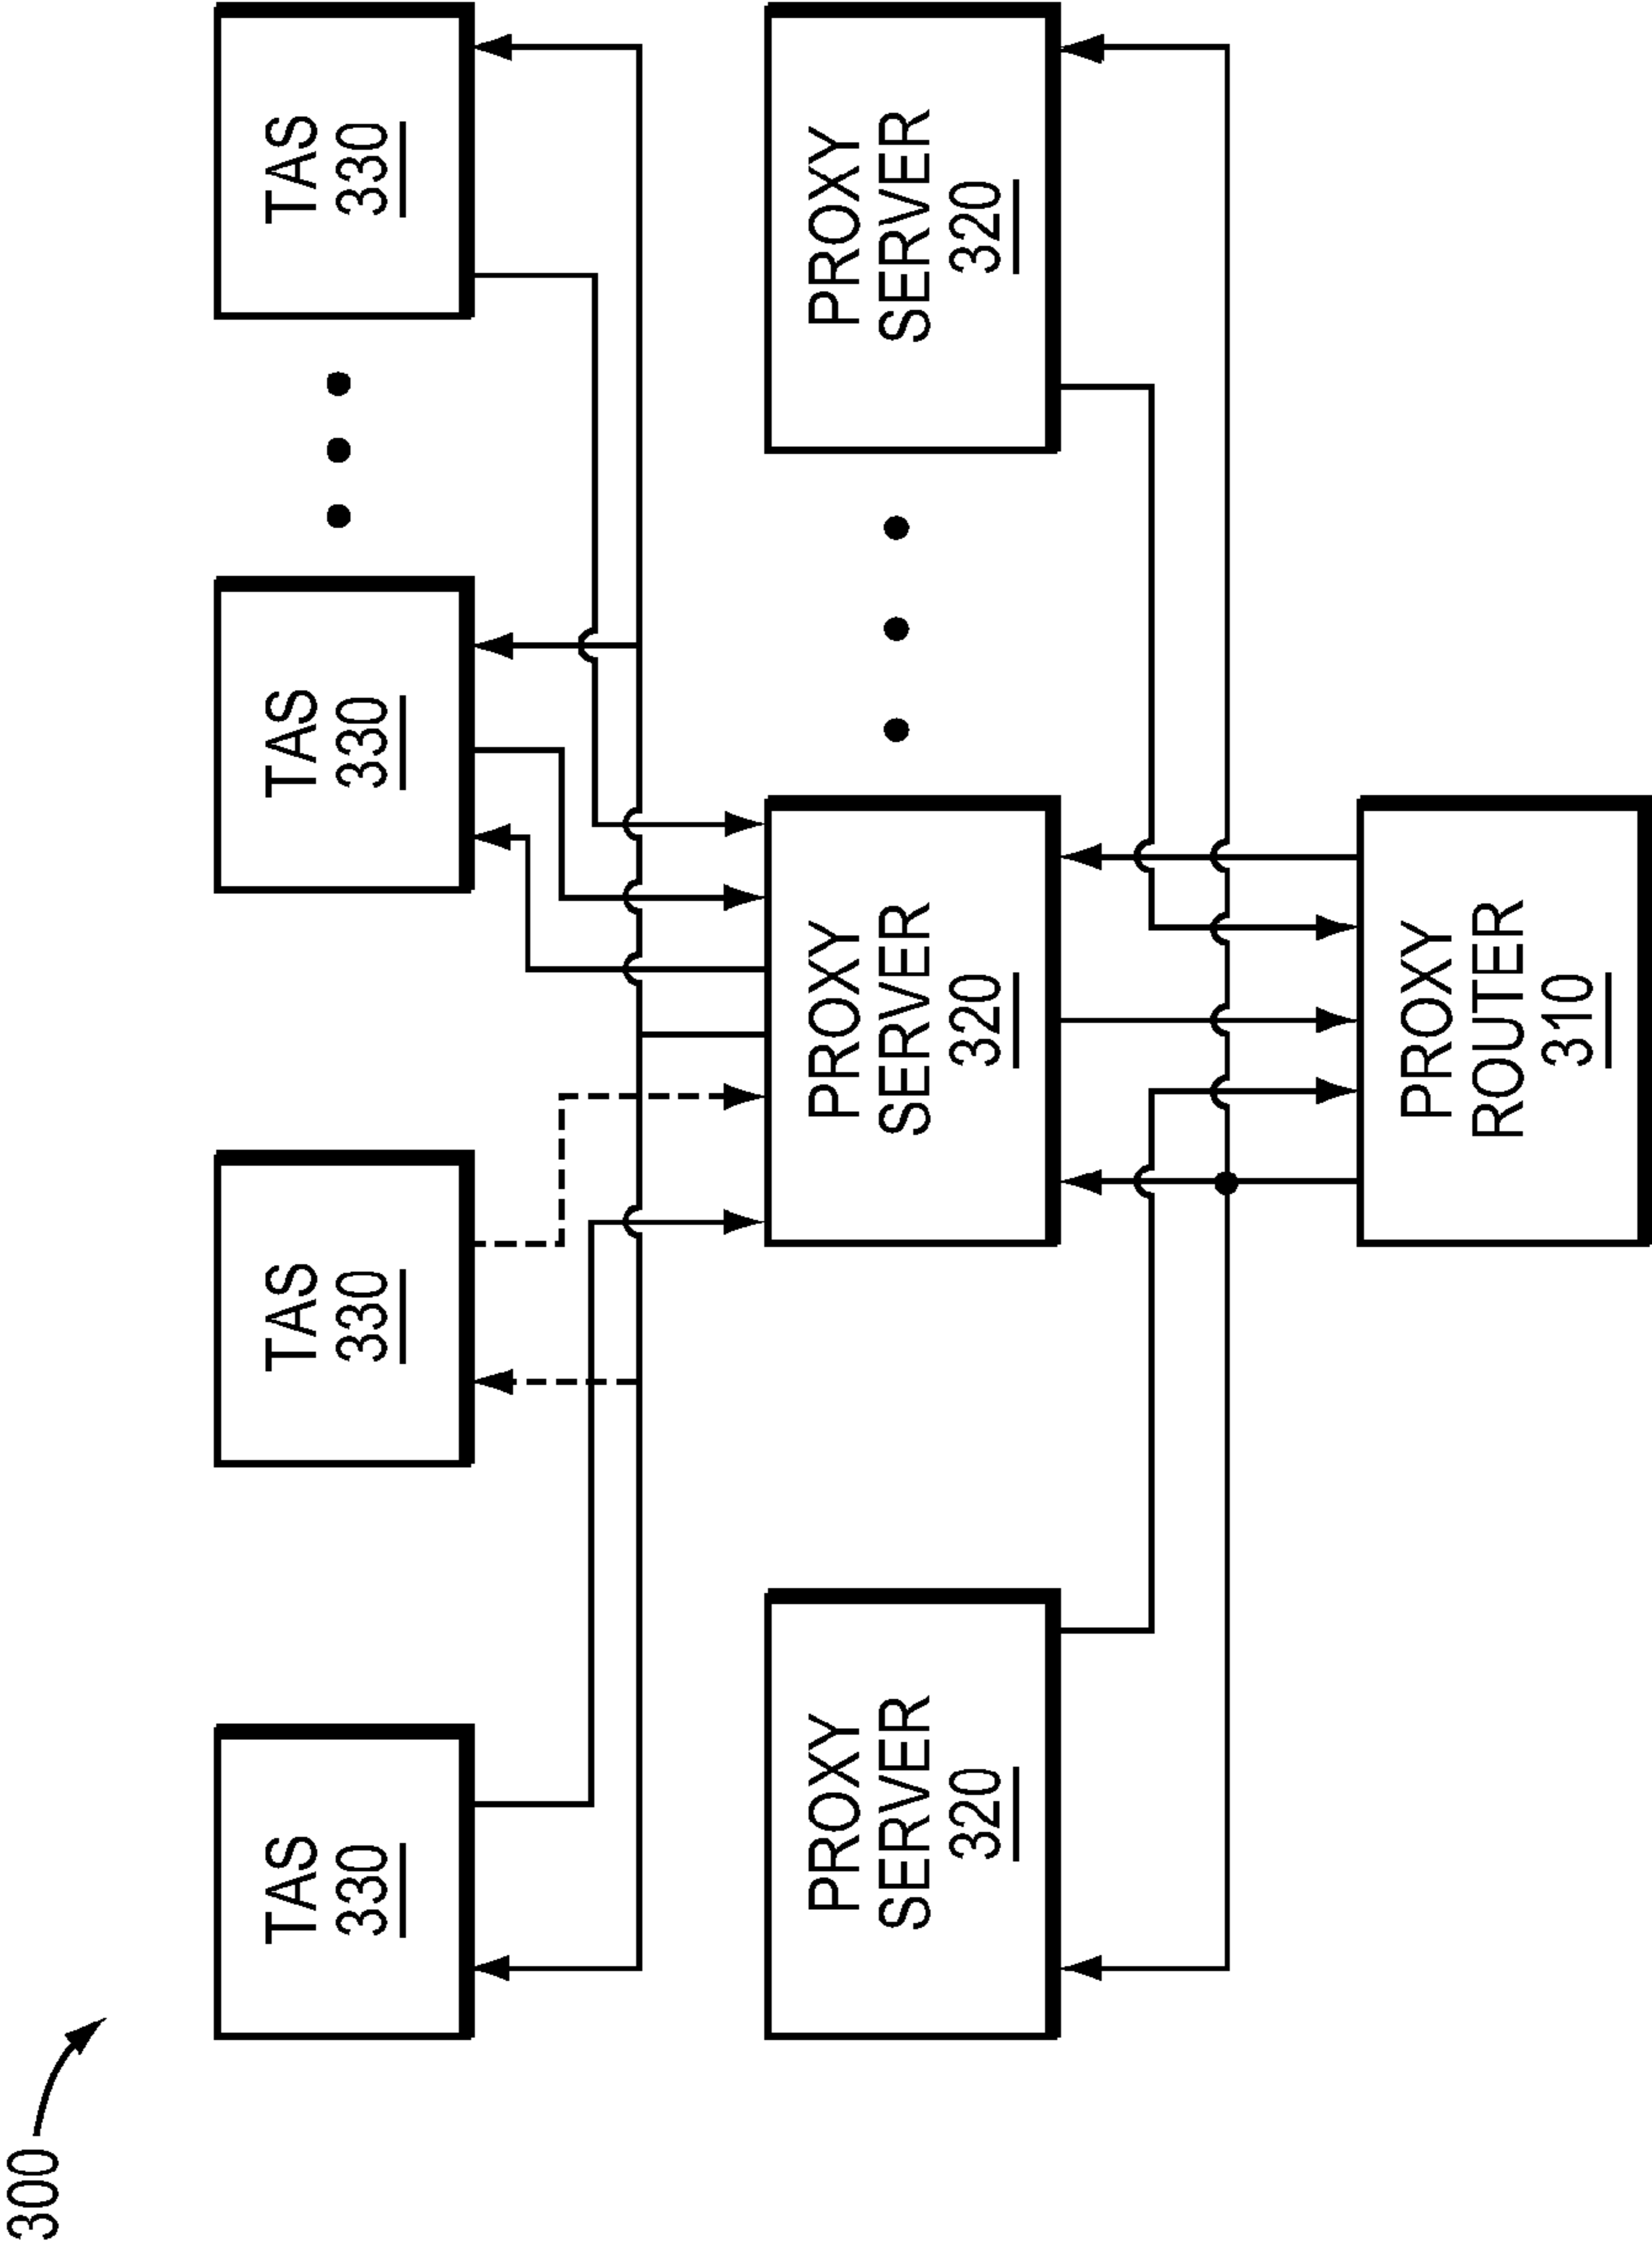 300
TAS
330
TAS
330
TAS
330
TAS
330
PROXY
SERVER
320
PROXY
SERVER
320
PROXY
SERVER
320
PROXY
ROUTER
310